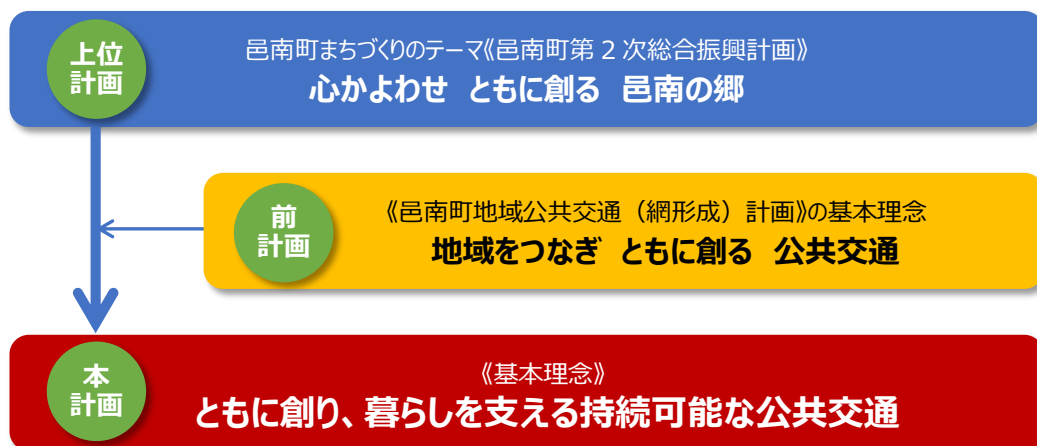 上位
計画
邑南町まちづくりのテーマ《邑南町第2次総合振興計画》
心かよわせ ともに創る 邑南の郷
前
計画
《邑南町地域公共交通（網形成）計画》の基本理念
地域をつなぎ ともに創る 公共交通
本
計画
《基本理念》
ともに創り、暮らしを支える持続可能な公共交通